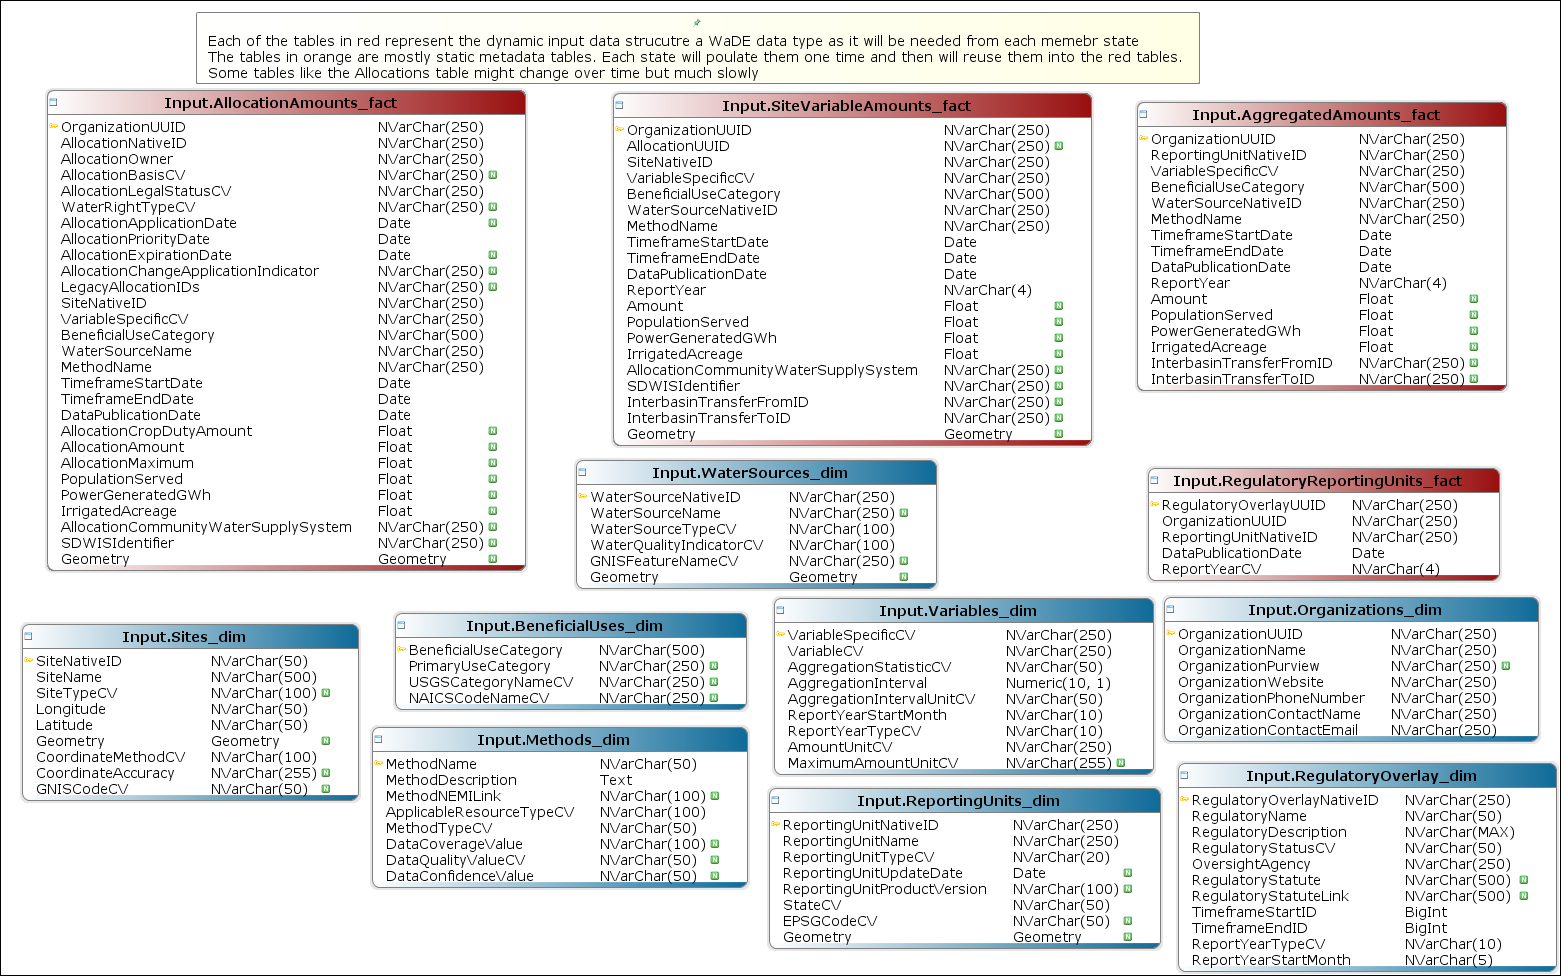 Each of the tables in red represent the dynamic input data strucutre a WaDE data type as it will be needed from each memebr state
The tables in orange are mostly static metadata tables. Each state will poulate them one time and then will reuse them into the red tables.
Some tables like the Allocations table might change over time but much slowly
Input.AllocationAmounts_fact
OrganizationUUID NVarChar(250)
AllocationNativeID NVarChar(250)
AllocationOwner NVarChar(250)
AllocationBasisCV NVarChar(250) N
AllocationLegalStatusCV NVarChar(250)
WaterRightTypeCV NVarChar(250) N
AllocationApplicationDate Date N
AllocationPriorityDate Date
AllocationExpirationDate Date N
AllocationChangeApplicationIndicator NVarChar(250) N
LegacyAllocationIDs NVarChar(250) N
SiteNativeID NVarChar(250)
VariableSpecificCV NVarChar(250)
BeneficialUseCategory NVarChar(500)
WaterSourceName NVarChar(250)
MethodName NVarChar(250)
TimeframeStartDate Date
TimeframeEndDate Date
DataPublicationDate Date
AllocationCropDutyAmount Float N
AllocationAmount Float N
AllocationMaximum Float N
PopulationServed Float N
PowerGeneratedGWh Float N
IrrigatedAcreage Float N
AllocationCommunityWaterSupplySystem NVarChar(250) N
SDWISIdentifier NVarChar(250) N
Geometry Geometry N
Input.SiteVariableAmounts_fact
OrganizationUUID NVarChar(250)
AllocationUUID NVarChar(250) N
SiteNativeID NVarChar(250)
VariableSpecificCV NVarChar(250)
BeneficialUseCategory NVarChar(500)
WaterSourceNativeID NVarChar(250)
MethodName NVarChar(250)
TimeframeStartDate Date
TimeframeEndDate Date
DataPublicationDate Date
ReportYear NVarChar(4)
Amount Float N
PopulationServed Float N
PowerGeneratedGWh Float N
IrrigatedAcreage Float N
AllocationCommunityWaterSupplySystem NVarChar(250) N
SDWISIdentifier NVarChar(250) N
InterbasinTransferFromID NVarChar(250) N
InterbasinTransferToID NVarChar(250) N
Geometry Geometry N
Input.AggregatedAmounts_fact
OrganizationUUID NVarChar(250)
ReportingUnitNativeID NVarChar(250)
VariableSpecificCV NVarChar(250)
BeneficialUseCategory NVarChar(500)
WaterSourceNativeID NVarChar(250)
MethodName NVarChar(250)
TimeframeStartDate Date
TimeframeEndDate Date
DataPublicationDate Date
ReportYear NVarChar(4)
Amount Float N
PopulationServed Float N
PowerGeneratedGWh Float N
IrrigatedAcreage Float N
InterbasinTransferFromID NVarChar(250) N
InterbasinTransferToID NVarChar(250) N
Input.WaterSources_dim
WaterSourceNativeID NVarChar(250)
WaterSourceName NVarChar(250) N
WaterSourceTypeCV NVarChar(100)
WaterQualityIndicatorCV NVarChar(100)
GNISFeatureNameCV NVarChar(250) N
Geometry Geometry N
Input.RegulatoryReportingUnits_fact
RegulatoryOverlayUUID NVarChar(250)
OrganizationUUID NVarChar(250)
ReportingUnitNativeID NVarChar(250)
DataPublicationDate Date
ReportYearCV NVarChar(4)
Input.Sites_dim
SiteNativeID NVarChar(50)
SiteName NVarChar(500)
SiteTypeCV NVarChar(100) N
Longitude NVarChar(50)
Latitude NVarChar(50)
Geometry Geometry N
CoordinateMethodCV NVarChar(100)
CoordinateAccuracy NVarChar(255) N
GNISCodeCV NVarChar(50) N
Input.BeneficialUses_dim
BeneficialUseCategory NVarChar(500)
PrimaryUseCategory NVarChar(250) N
USGSCategoryNameCV NVarChar(250) N
NAICSCodeNameCV NVarChar(250) N
Input.Methods_dim
MethodName NVarChar(50)
MethodDescription Text
MethodNEMILink NVarChar(100) N
ApplicableResourceTypeCV NVarChar(100)
MethodTypeCV NVarChar(50)
DataCoverageValue NVarChar(100) N
DataQualityValueCV NVarChar(50) N
DataConfidenceValue NVarChar(50) N
Input.Variables_dim
VariableSpecificCV NVarChar(250)
VariableCV NVarChar(250)
AggregationStatisticCV NVarChar(50)
AggregationInterval Numeric(10, 1)
AggregationIntervalUnitCV NVarChar(50)
ReportYearStartMonth NVarChar(10)
ReportYearTypeCV NVarChar(10)
AmountUnitCV NVarChar(250)
MaximumAmountUnitCV NVarChar(255) N
Input.ReportingUnits_dim
ReportingUnitNativeID NVarChar(250)
ReportingUnitName NVarChar(250)
ReportingUnitTypeCV NVarChar(20)
ReportingUnitUpdateDate Date N
ReportingUnitProductVersion NVarChar(100) N
StateCV NVarChar(50)
EPSGCodeCV NVarChar(50) N
Geometry Geometry N
Input.Organizations_dim
OrganizationUUID NVarChar(250)
OrganizationName NVarChar(250)
OrganizationPurview NVarChar(250) N
OrganizationWebsite NVarChar(250)
OrganizationPhoneNumber NVarChar(250)
OrganizationContactName NVarChar(250)
OrganizationContactEmail NVarChar(250)
Input.RegulatoryOverlay_dim
RegulatoryOverlayNativeID NVarChar(250)
RegulatoryName NVarChar(50)
RegulatoryDescription NVarChar(MAX)
RegulatoryStatusCV NVarChar(50)
OversightAgency NVarChar(250)
RegulatoryStatute NVarChar(500) N
RegulatoryStatuteLink NVarChar(500) N
TimeframeStartID BigInt
TimeframeEndID BigInt
ReportYearTypeCV NVarChar(10)
ReportYearStartMonth NVarChar(5)